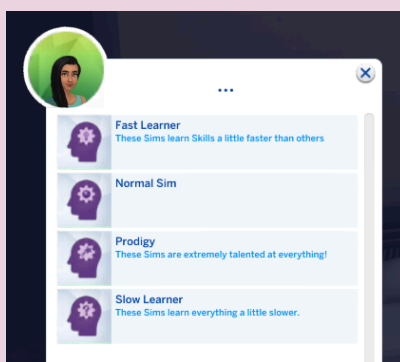 ...
Fast Learner
These Sims learn Skills a little faster than others
Normal Sim
Prodigy
These Sims are extremely talented at everything!
Slow Learner
These Sims learn everything a little slower.